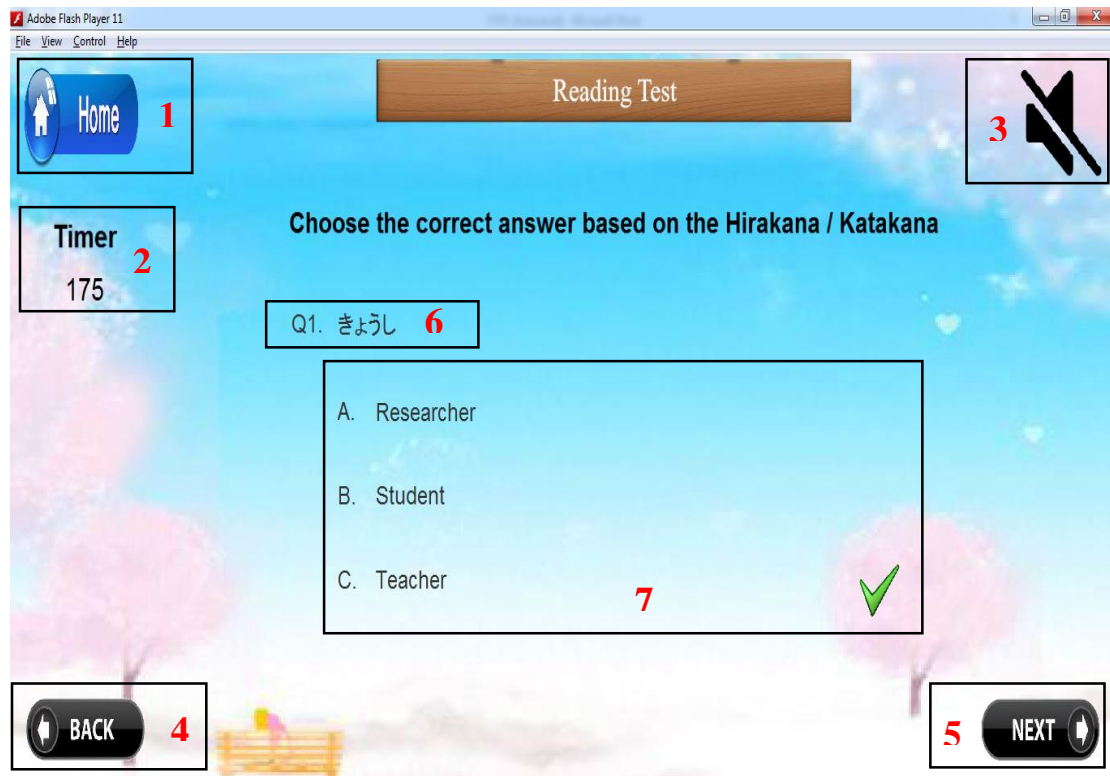 Adobe Flash Player 11
File View Control Help
Home 1
Reading Test
3
Timer
2
175
Choose the correct answer based on the Hirakana / Katakana
Q1. きょうし 6
A. Researcher
B. Student
C. Teacher
7
BACK 4
5 NEXT